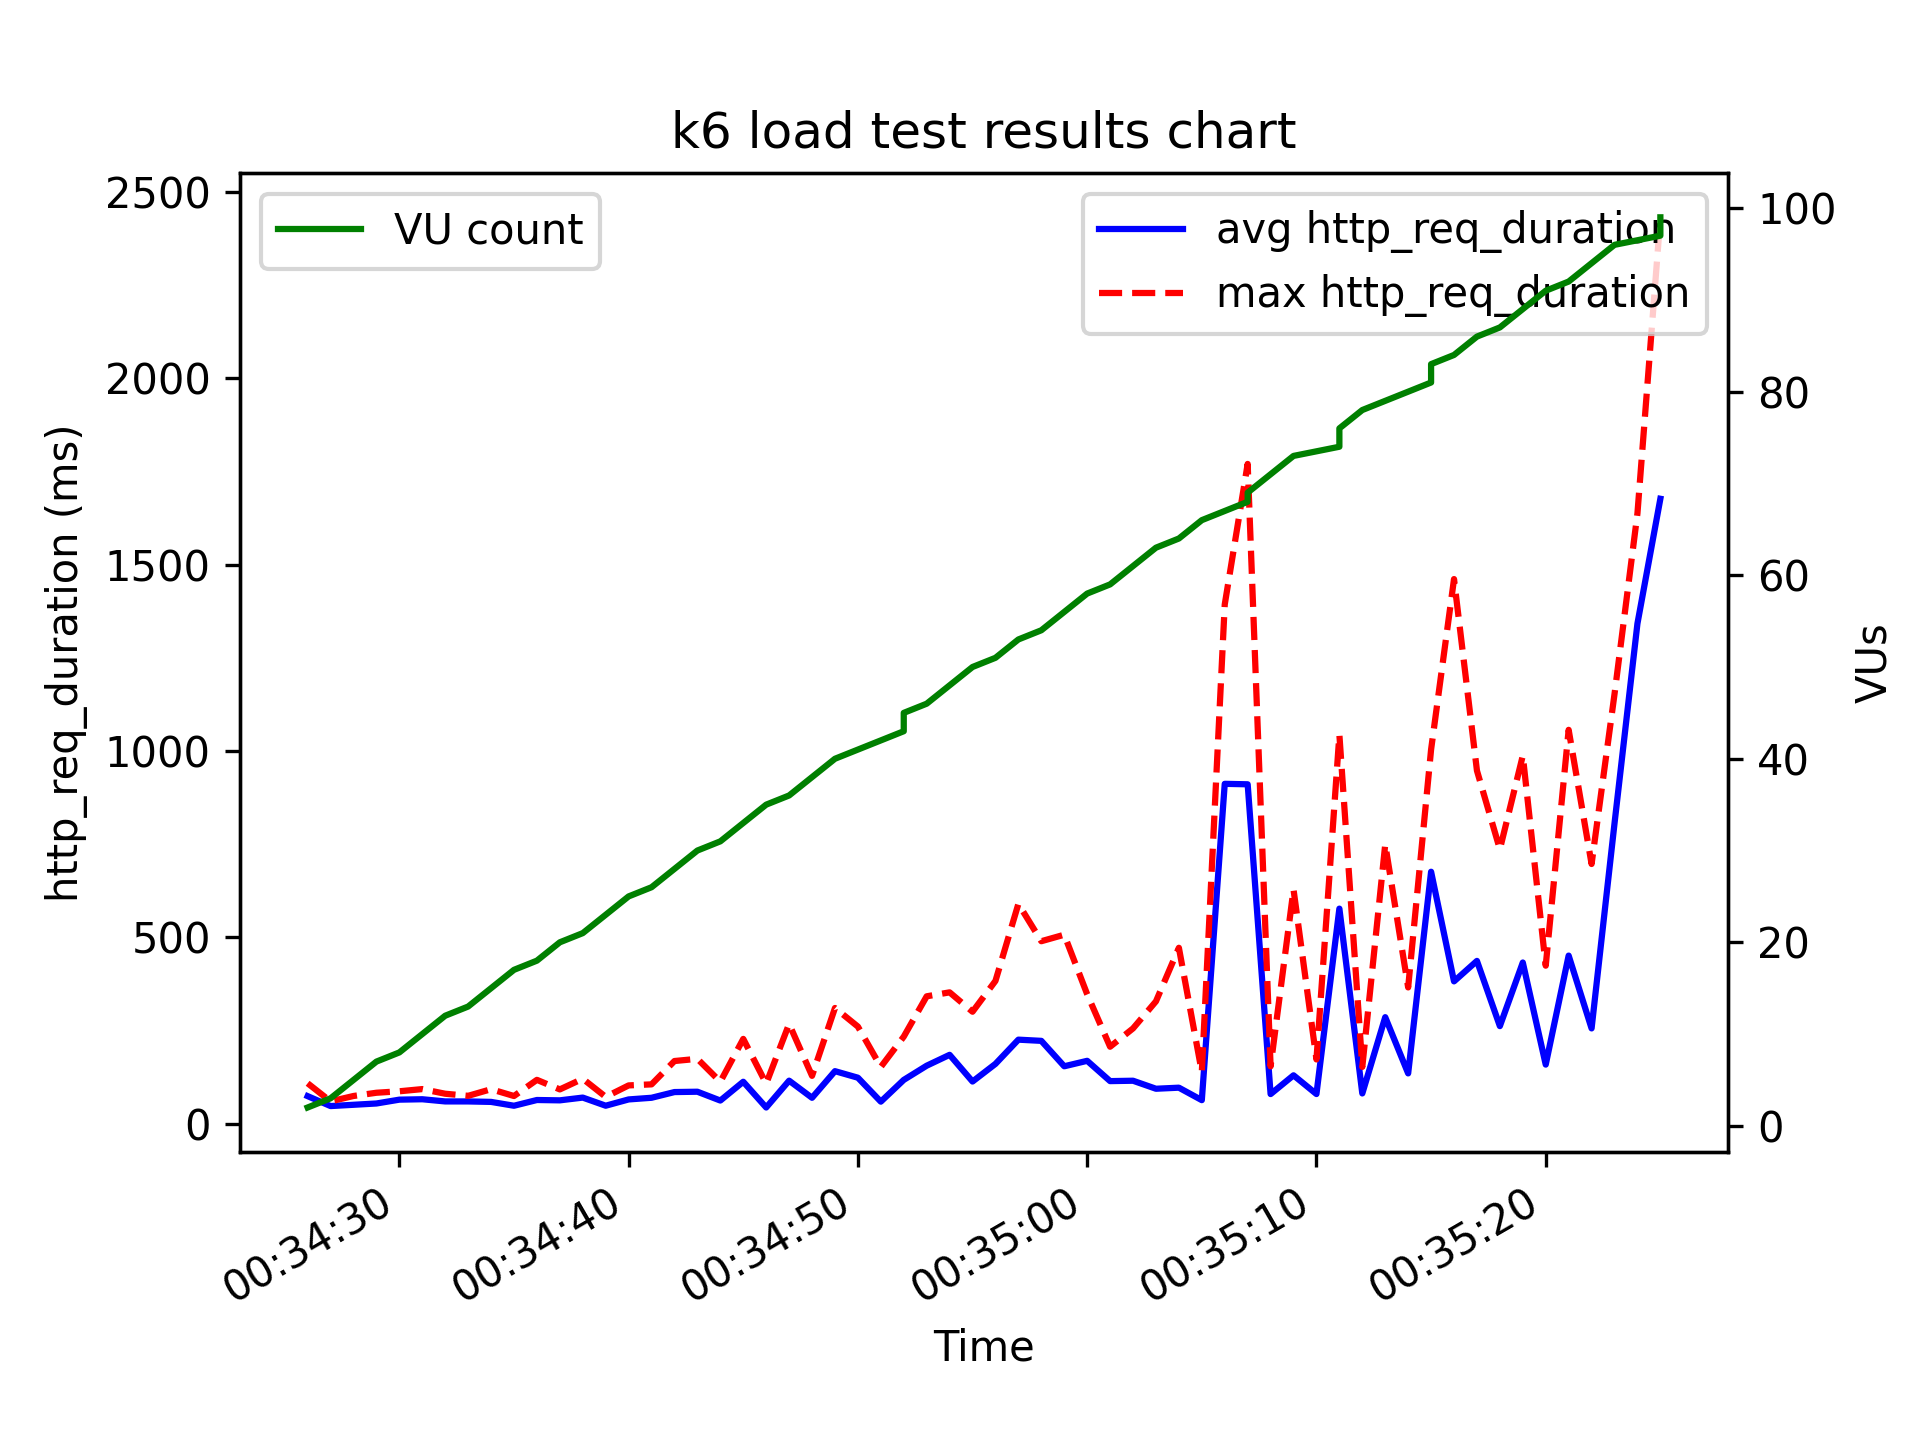 k6 load test results chart
VU count
avg http_req_duration
max http_req_duration
http_req_duration (ms)
2500
2000
1500
1000
500
0
100
80
60
40
20
0
VUs
00:34:30
00:34:40
00:34:50
00:35:00
00:35:10
00:35:20
Time